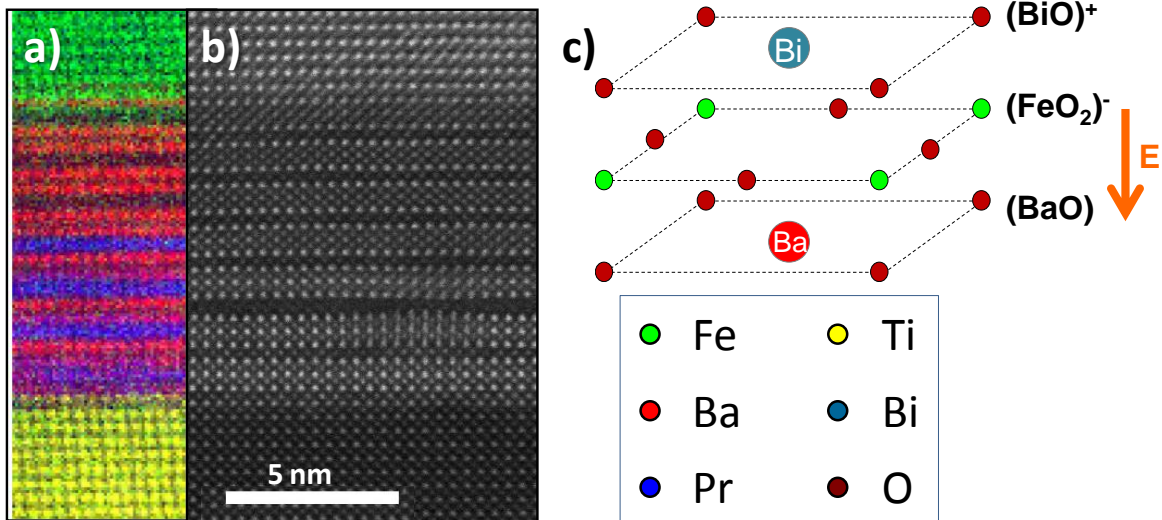 a)
b)
5 nm
c)
(BiO)+
Bi
(FeO2)-
E
(BaO)
Ba
Fe
Ti
Ba
Bi
Pr
O